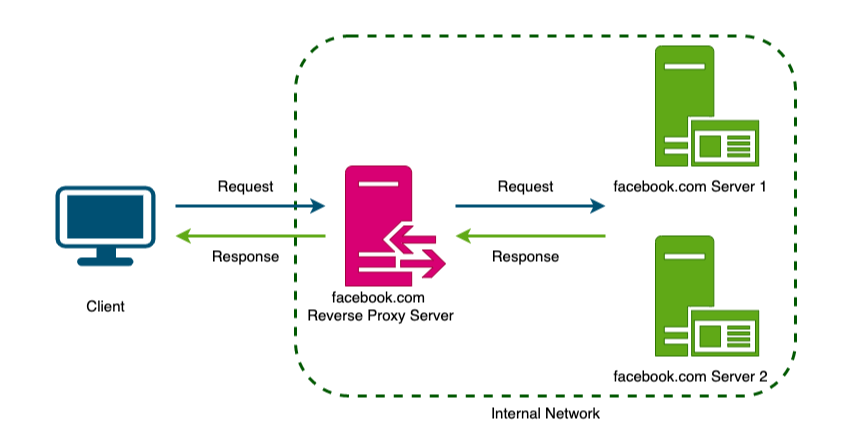 Request
Response
Client
facebook.com
Reverse Proxy Server
Request
Response
facebook.com Server 1
facebook.com Server 2
Internal Network